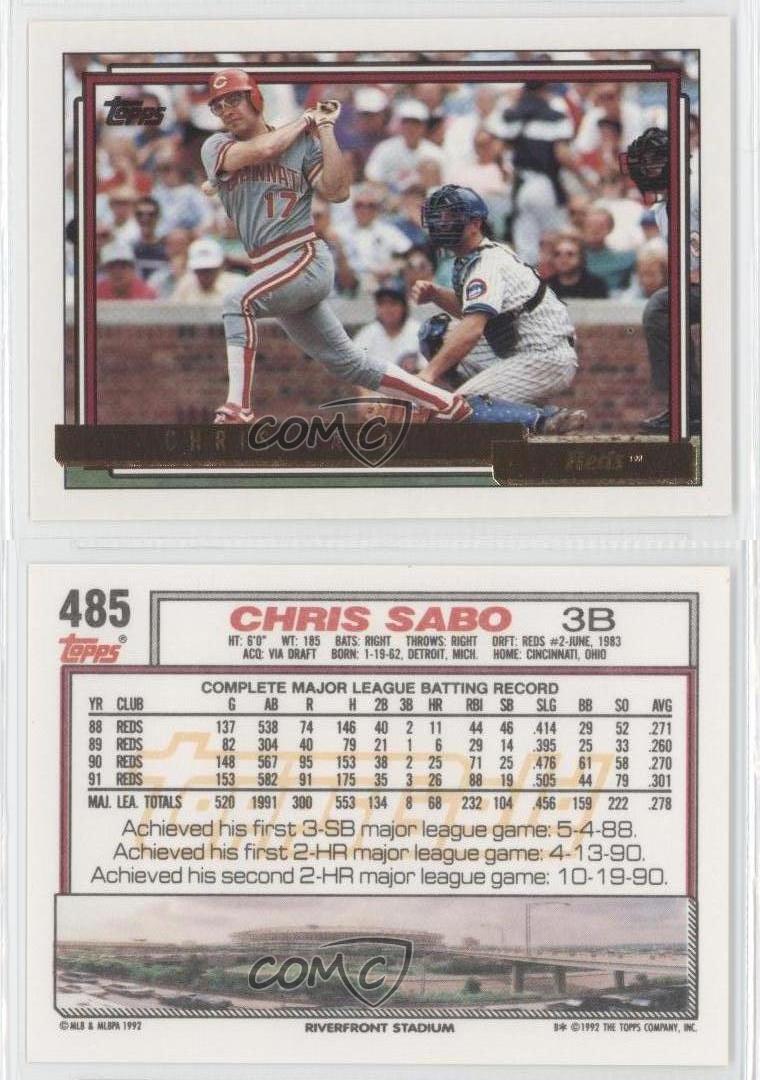 Topps
C
CINCINNATI
17
CHRI
COMC
Reds™
485
Topps®
CHRIS SABO 3B
HT: 6'0" WT: 185 BATS: RIGHT THROWS: RIGHT DRFT: REDS #2-JUNE, 1983
ACQ: VIA DRAFT BORN: 1-19-62, DETROIT, MICH. HOME: CINCINNATI, OHIO
COMPLETE MAJOR LEAGUE BATTING RECORD
YR CLUB G AB R H 2B 3B HR RBI SB SLG BB SO AVG
88 REDS 137 538 74 146 40 2 11 44 46 .414 29 52 .271
89 REDS 82 304 40 79 21 1 6 29 14 .395 25 33 .260
90 REDS 148 567 95 153 38 2 25 71 25 .476 61 58 .270
91 REDS 153 582 91 175 35 3 26 88 19 .505 44 79 .301
MAJ. LEA. TOTALS 520 1991 300 553 134 8 68 232 104 .456 159 222 .278
Achieved his first 3-SB major league game: 5-4-88.
Achieved his first 2-HR major league game: 4-13-90.
Achieved his second 2-HR major league game: 10-19-90.
COMC
© MLB & MLBPA 1992 RIVERFRONT STADIUM B* © 1992 THE TOPPS COMPANY, INC.